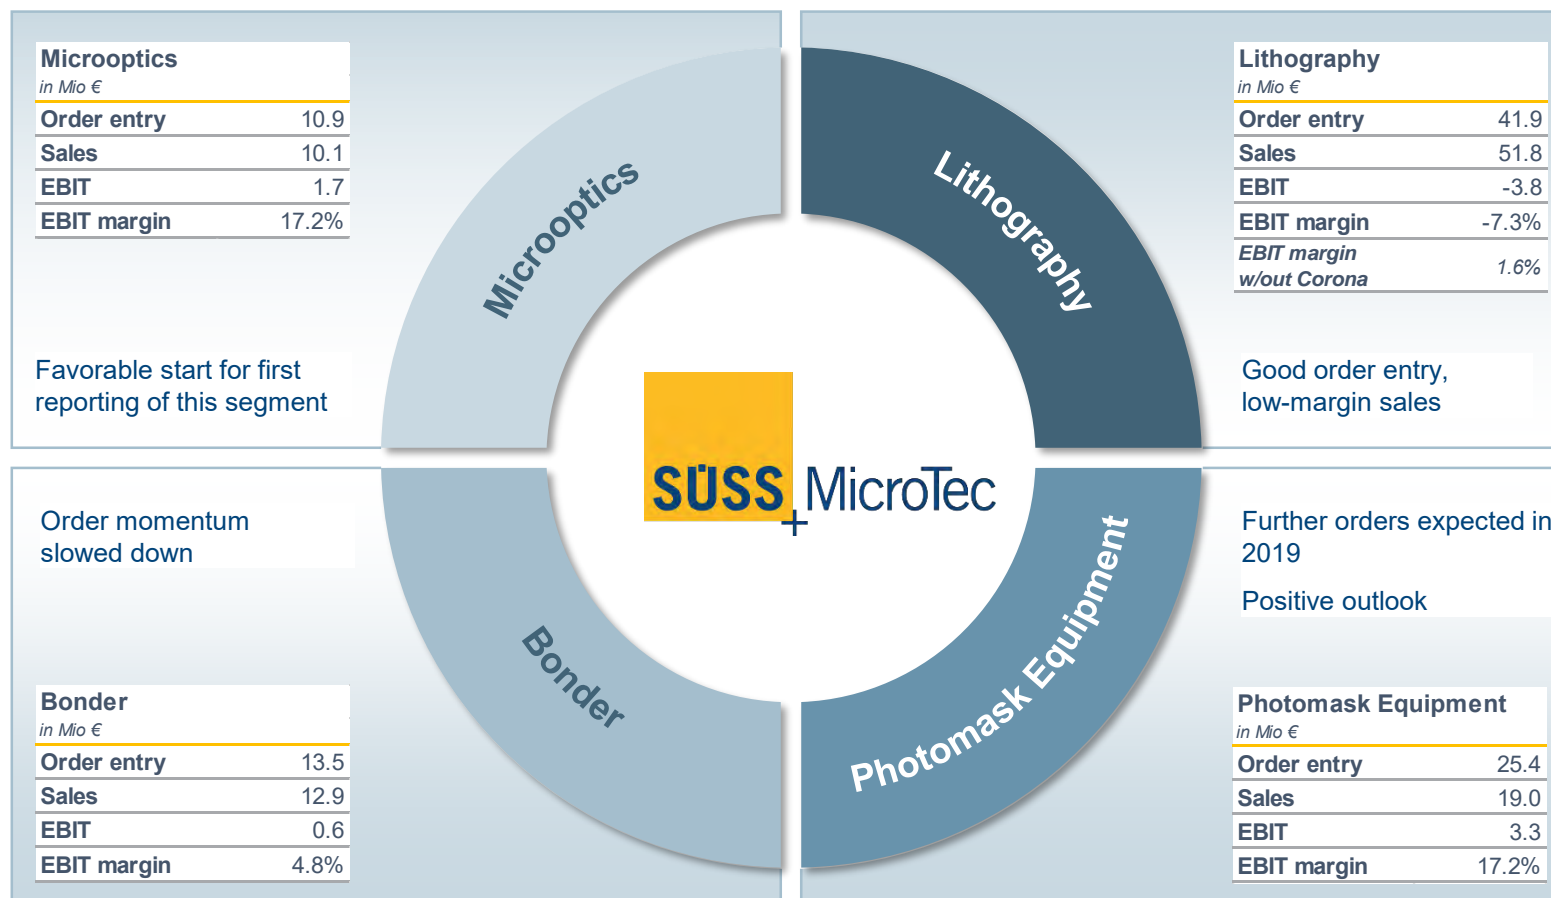 Microoptics
in Mio €
Order entry 10.9
Sales 10.1
EBIT 1.7
EBIT margin 17.2%
Favorable start for first
reporting of this segment
Microoptics
Lithography
Lithography
in Mio €
Order entry 41.9
Sales 51.8
EBIT -3.8
EBIT margin -7.3%
EBIT margin
w/out Corona 1.6%
Good order entry,
low-margin sales
SÜSS MicroTec
+
Order momentum
slowed down
Bonder
in Mio €
Order entry 13.5
Sales 12.9
EBIT 0.6
EBIT margin 4.8%
Bonder
Photomask Equipment
Further orders expected in
2019
Positive outlook
Photomask Equipment
in Mio €
Order entry 25.4
Sales 19.0
EBIT 3.3
EBIT margin 17.2%